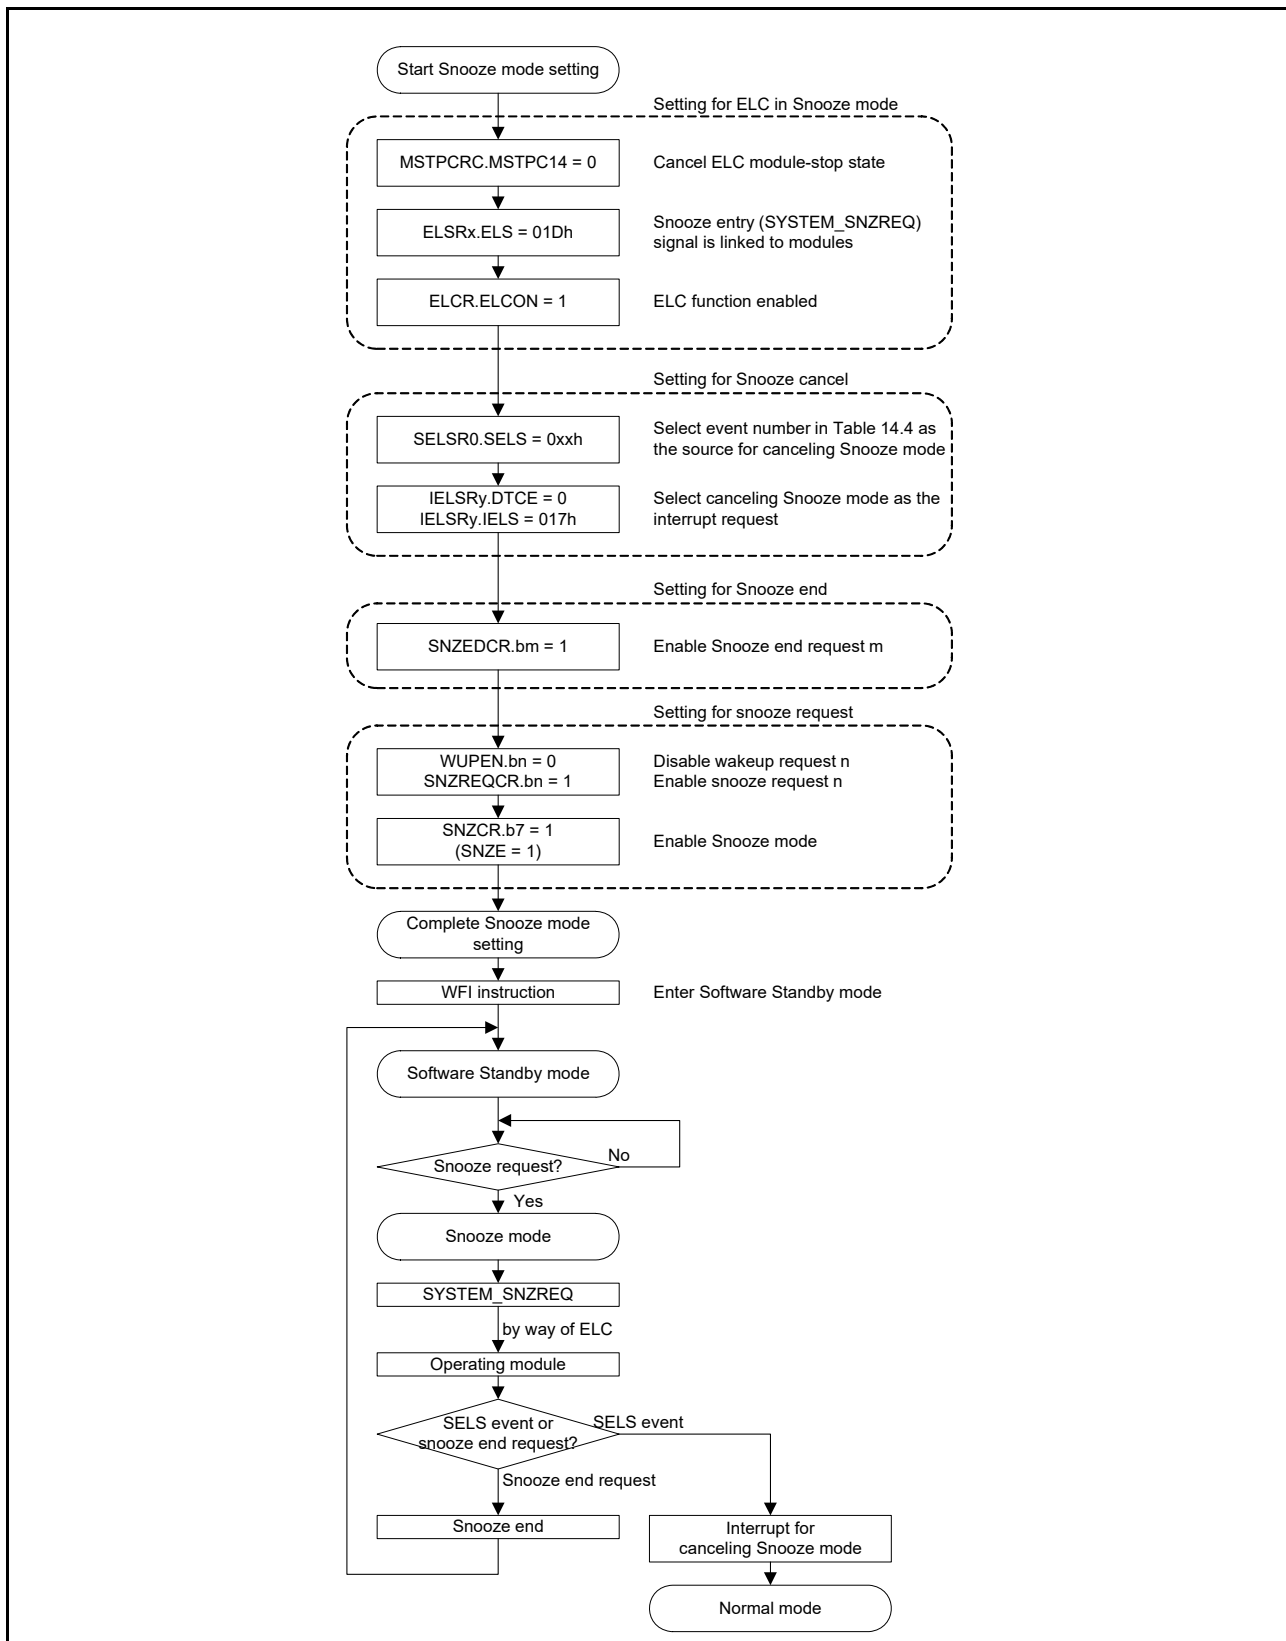 Start Snooze mode setting
Setting for ELC in Snooze mode
MSTPCRC.MSTPC14 = 0
Cancel ELC module-stop state
ELSRx.ELS = 01Dh
Snooze entry (SYSTEM_SNZREQ)
signal is linked to modules
ELCR.ELCON = 1
ELC function enabled
Setting for Snooze cancel
SELSR0.SELS = 0xxh
Select event number in Table 14.4 as
the source for canceling Snooze mode
IELSRy.DTCE = 0
IELSRy.IELS = 017h
Select canceling Snooze mode as the
interrupt request
Setting for Snooze end
SNZEDCR.bm = 1
Enable Snooze end request m
Setting for snooze request
WUPEN.bn = 0
SNZREQCR.bn = 1
Disable wakeup request n
Enable snooze request n
SNZCR.b7 = 1
(SNZE = 1)
Enable Snooze mode
Complete Snooze mode
setting
WFI instruction
Enter Software Standby mode
Software Standby mode
Snooze request?
No
Yes
Snooze mode
SYSTEM_SNZREQ
by way of ELC
Operating module
SELS event or
snooze end request?
SELS event
Snooze end request
Snooze end
Interrupt for
canceling Snooze mode
Normal mode